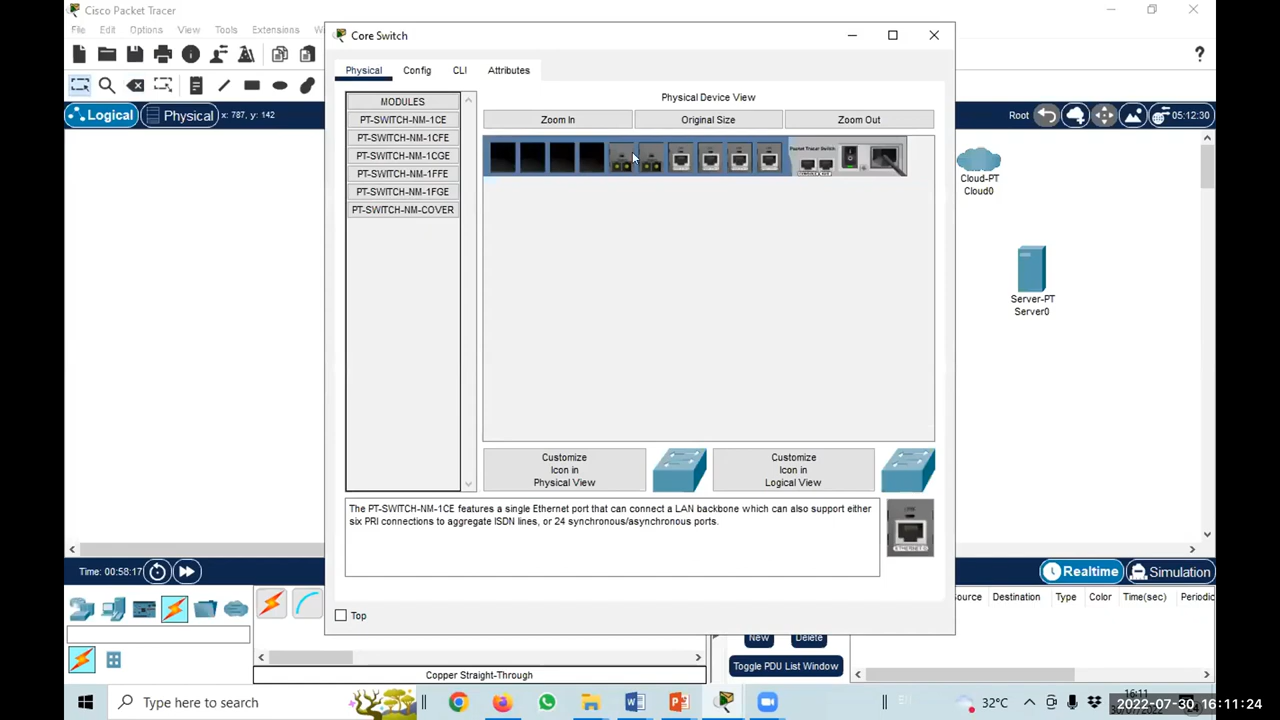 Cisco Packet Tracer
File Edit Options View Tools Extensions
Core Switch
Physical Config CLI Attributes
MODULES
PT-SWITCH-NM-1CE
PT-SWITCH-NM-1CFE
PT-SWITCH-NM-1CGE
PT-SWITCH-NM-1FFE
PT-SWITCH-NM-1FGE
PT-SWITCH-NM-COVER
Physical Device View
Zoom In Original Size Zoom Out
Packet Tracer Switch
Customize
Icon in
Physical View
Customize
Icon in
Logical View
The PT-SWITCH-NM-1CE features a single Ethernet port that can connect a LAN backbone which can also support either
six PRI connections to aggregate ISDN lines, or 24 synchronous/asynchronous ports.
Top
Logical Physical x: 787, y: 142
Root 05:12:30
Cloud-PT
Cloud0
Server-PT
Server0
Time: 00:58:17
Realtime Simulation
Copper Straight-Through
New Delete
Toggle PDU List Window
ource Destination Type Color Time(sec) Periodic
Type here to search
32°C
16:11
2022-07-30 16:11:24